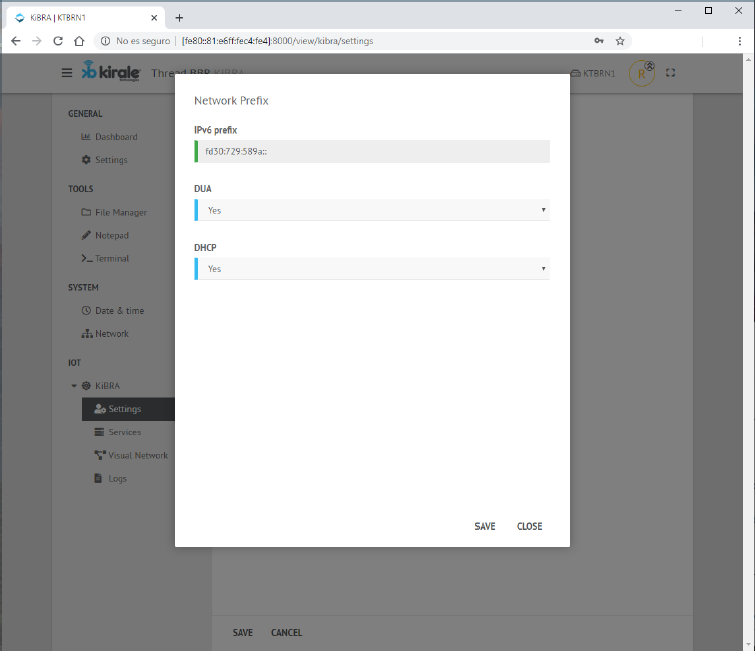 KiBRA | KTBRN1
No es seguro | [fe80::81:e6ff:fec4:fe4]:8000/view/kibra/settings
kirale
Thread BBR KiBRA
KTBRN1
R
GENERAL
Dashboard
Settings
TOOLS
File Manager
Notepad
Terminal
SYSTEM
Date & time
Network
IOT
KiBRA
Settings
Services
Visual Network
Logs
Network Prefix
IPv6 prefix
fd30:729:589a::
DUA
Yes
DHCP
Yes
SAVE CLOSE
SAVE CANCEL